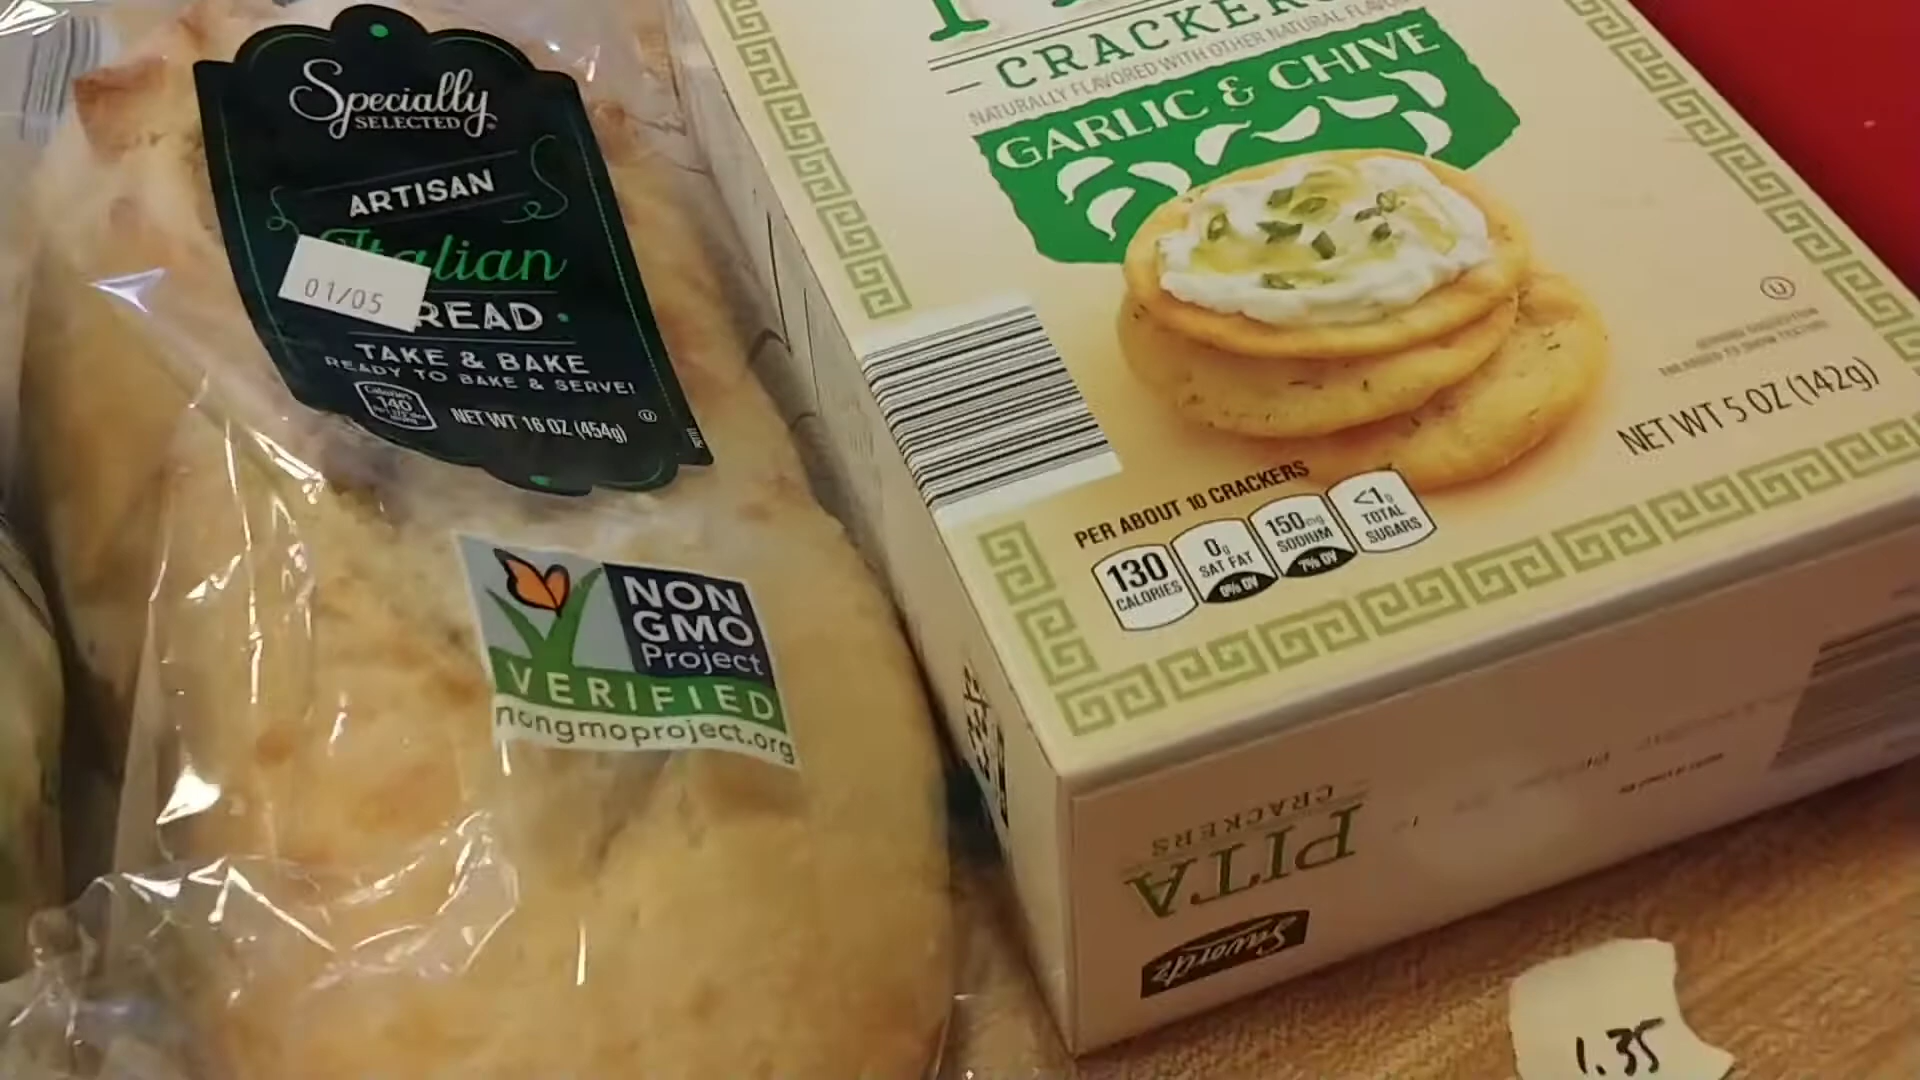 Specially
SELECTED
ARTISAN
01/05
READ
TAKE & BAKE
READY TO BAKE & SERVE!
Calories
140
NET WT 16 OZ (454g)
U
NON
GMO
Project
VERIFIED
nongmoproject.org
CRACKERS
NATURALLY FLAVORED WITH OTHER NATURAL FLAVORS
GARLIC & CHIVE
U
NET WT 5 OZ (142g)
PER ABOUT 10 CRACKERS
130
CALORIES
0g
SAT FAT
0% DV
150mg
SODIUM
7% DV
<1g
TOTAL
SUGARS
PITA
CRACKERS
Savoritz
1.35